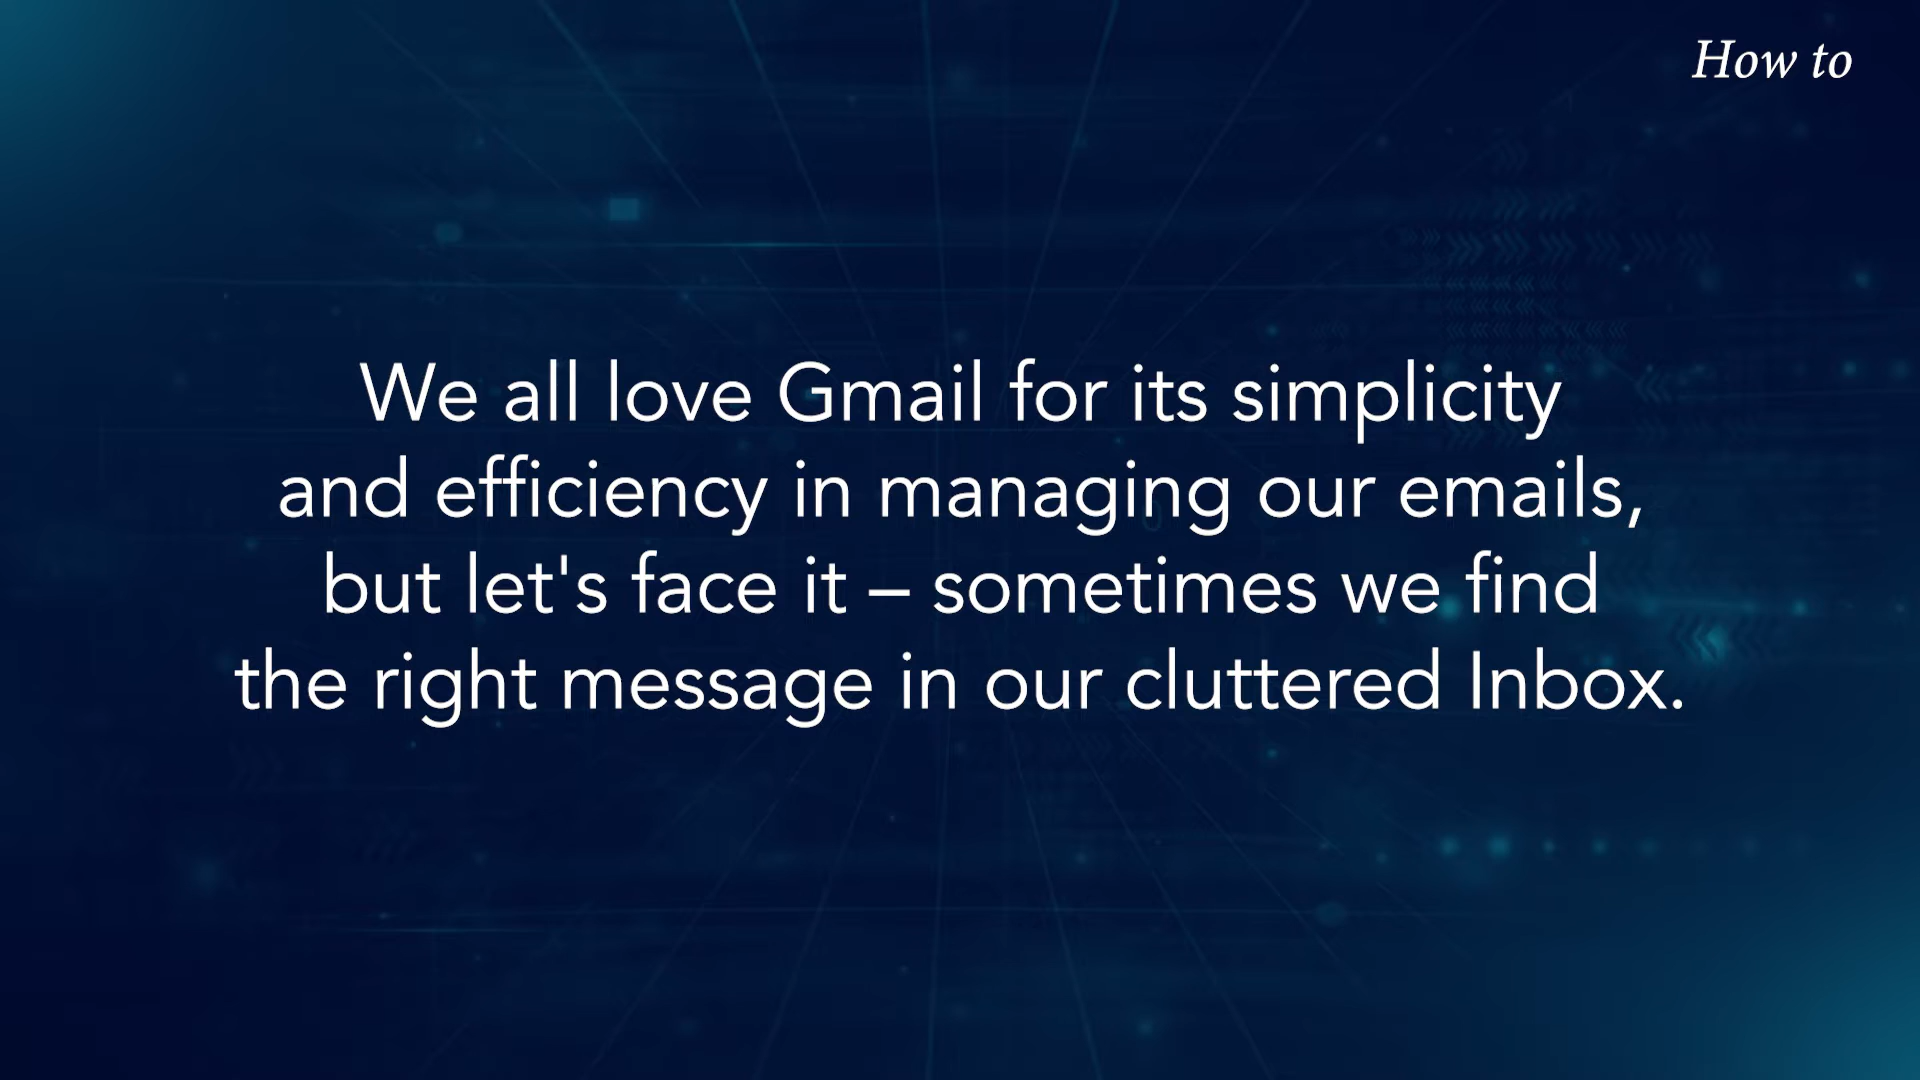 How to
We all love Gmail for its simplicity
and efficiency in managing our emails,
but let's face it – sometimes we find
the right message in our cluttered Inbox.